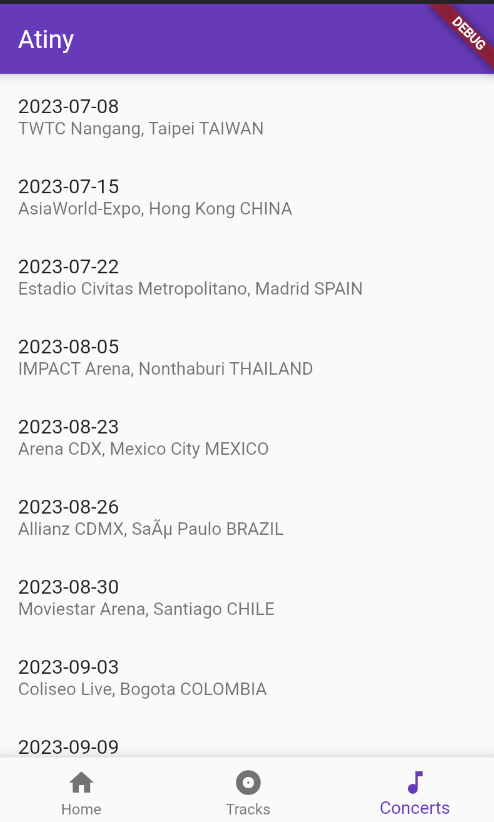 Atiny
DEBUG
2023-07-08
TWTC Nangang, Taipei TAIWAN
2023-07-15
AsiaWorld-Expo, Hong Kong CHINA
2023-07-22
Estadio Civitas Metropolitano, Madrid SPAIN
2023-08-05
IMPACT Arena, Nonthaburi THAILAND
2023-08-23
Arena CDX, Mexico City MEXICO
2023-08-26
Allianz CDMX, SaÃµ Paulo BRAZIL
2023-08-30
Moviestar Arena, Santiago CHILE
2023-09-03
Coliseo Live, Bogota COLOMBIA
2023-09-09
Home
Tracks
Concerts